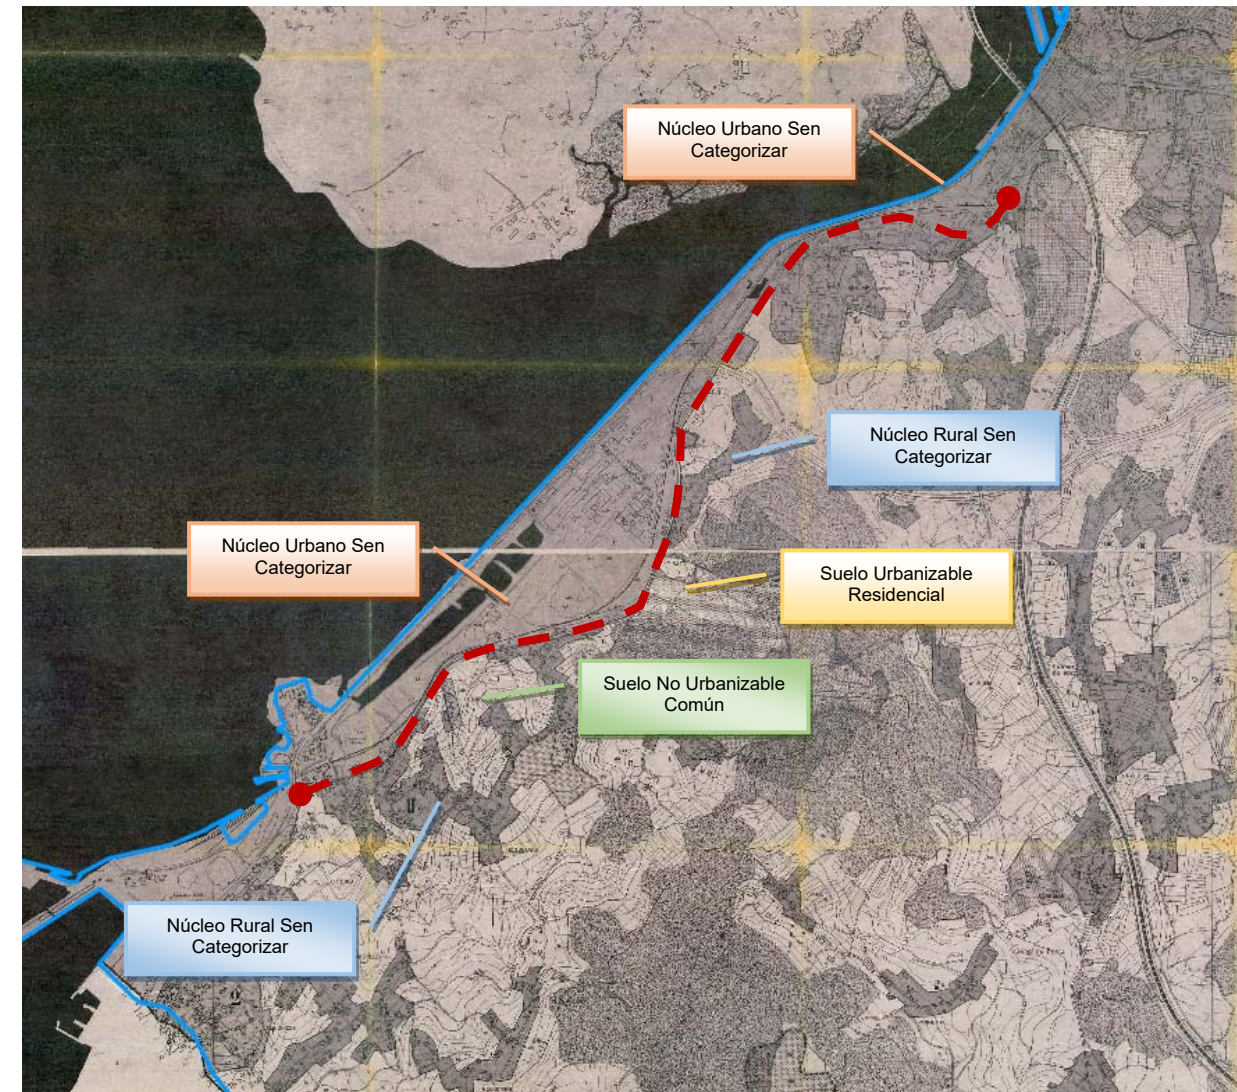 Núcleo Urbano Sen
Categorizar
Núcleo Rural Sen
Categorizar
Núcleo Urbano Sen
Categorizar
Suelo Urbanizable
Residencial
Suelo No Urbanizable
Común
Núcleo Rural Sen
Categorizar